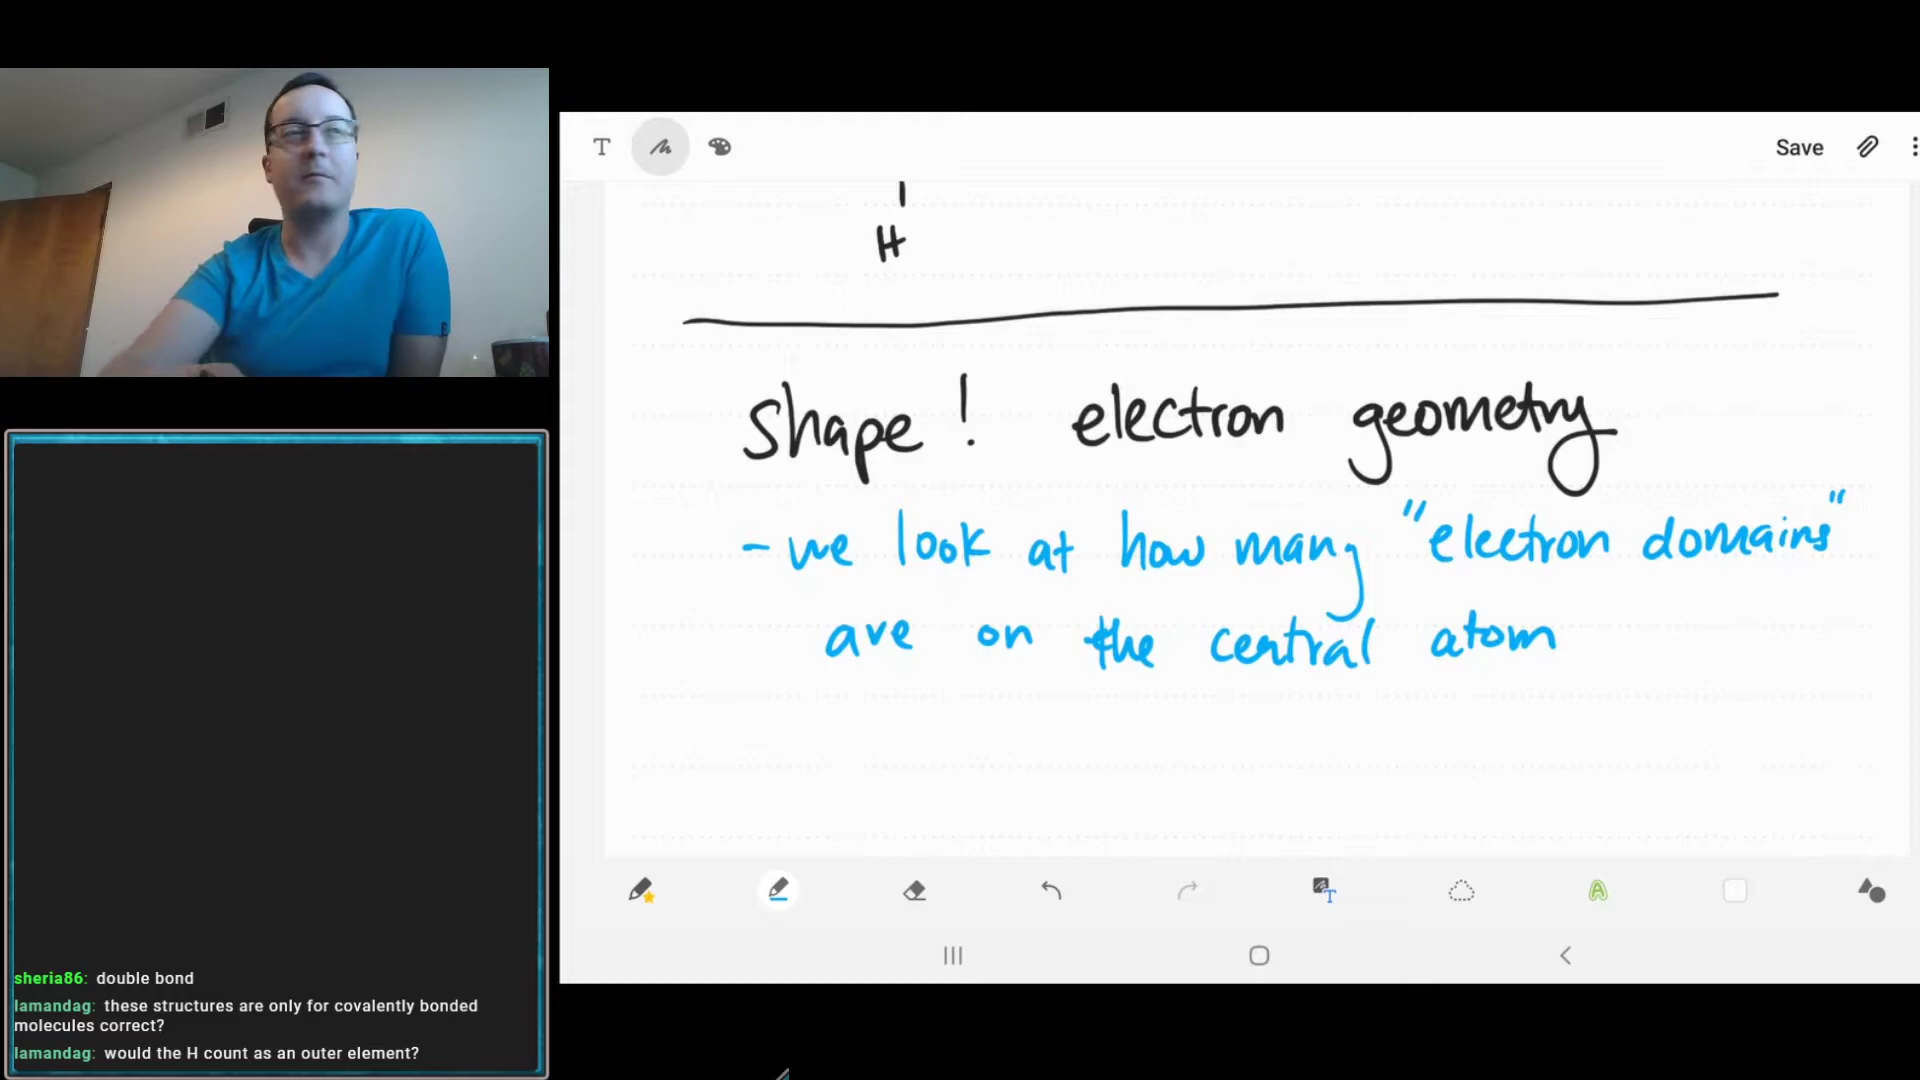 T
Save
H
Shape! electron geometry
- we look at how many "electron domains"
are on the central atom
T
A
sheria86: double bond
lamandag: these structures are only for covalently bonded
molecules correct?
lamandag: would the H count as an outer element?